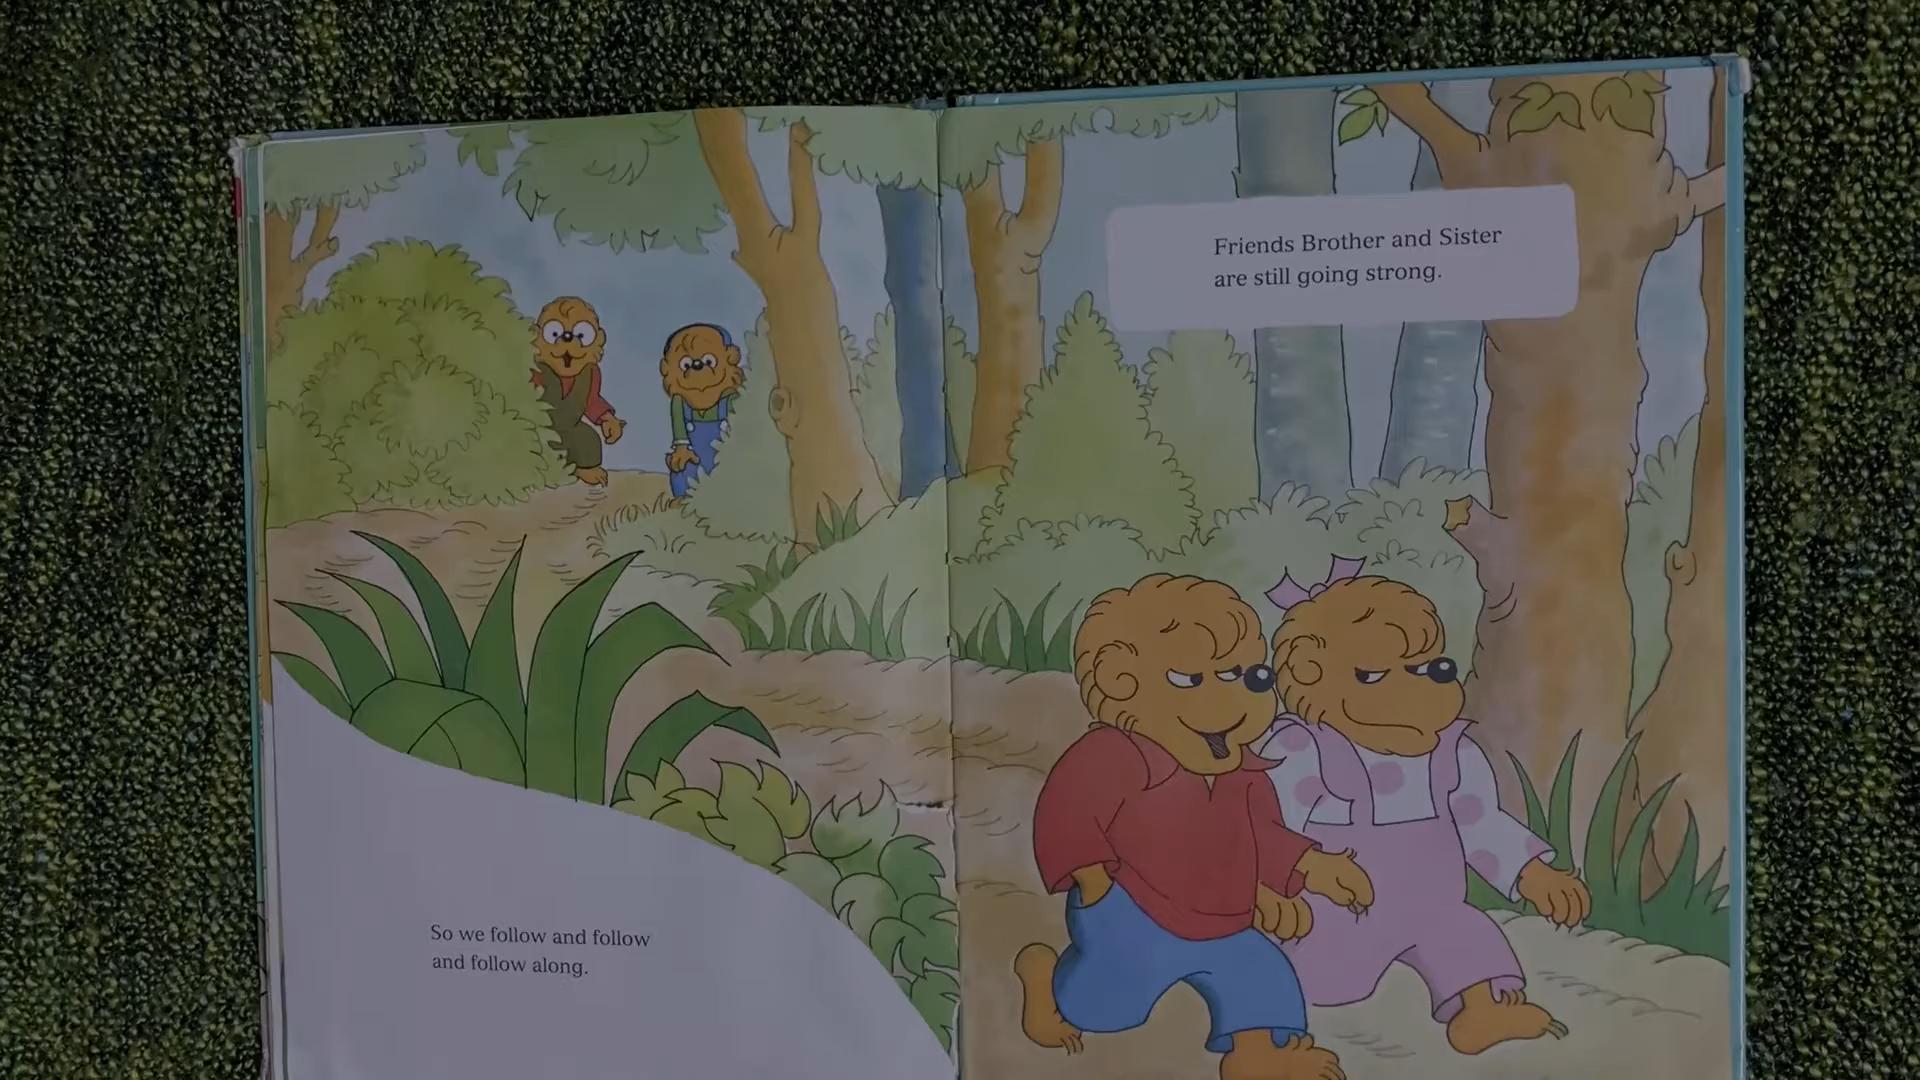 So we follow and follow
and follow along.
Friends Brother and Sister
are still going strong.